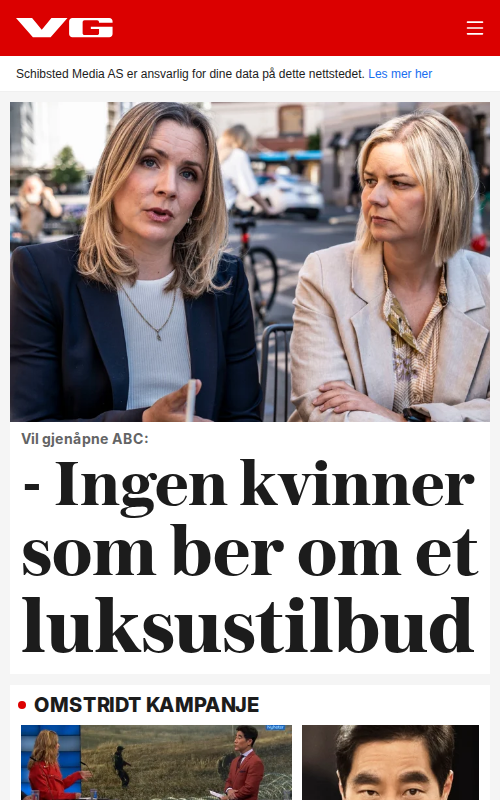 VG
Schibsted Media AS er ansvarlig for dine data på dette nettstedet. Les mer her
Vil gjenåpne ABC:
- Ingen kvinner
som ber om et
luksustilbud
OMSTRIDT KAMPANJE
Nyheter